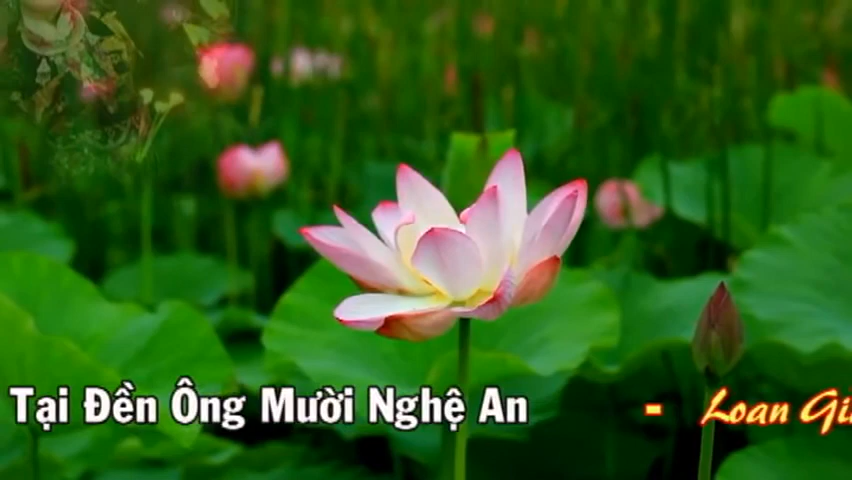 Tại Đền Ông Mười Nghệ An - Loan